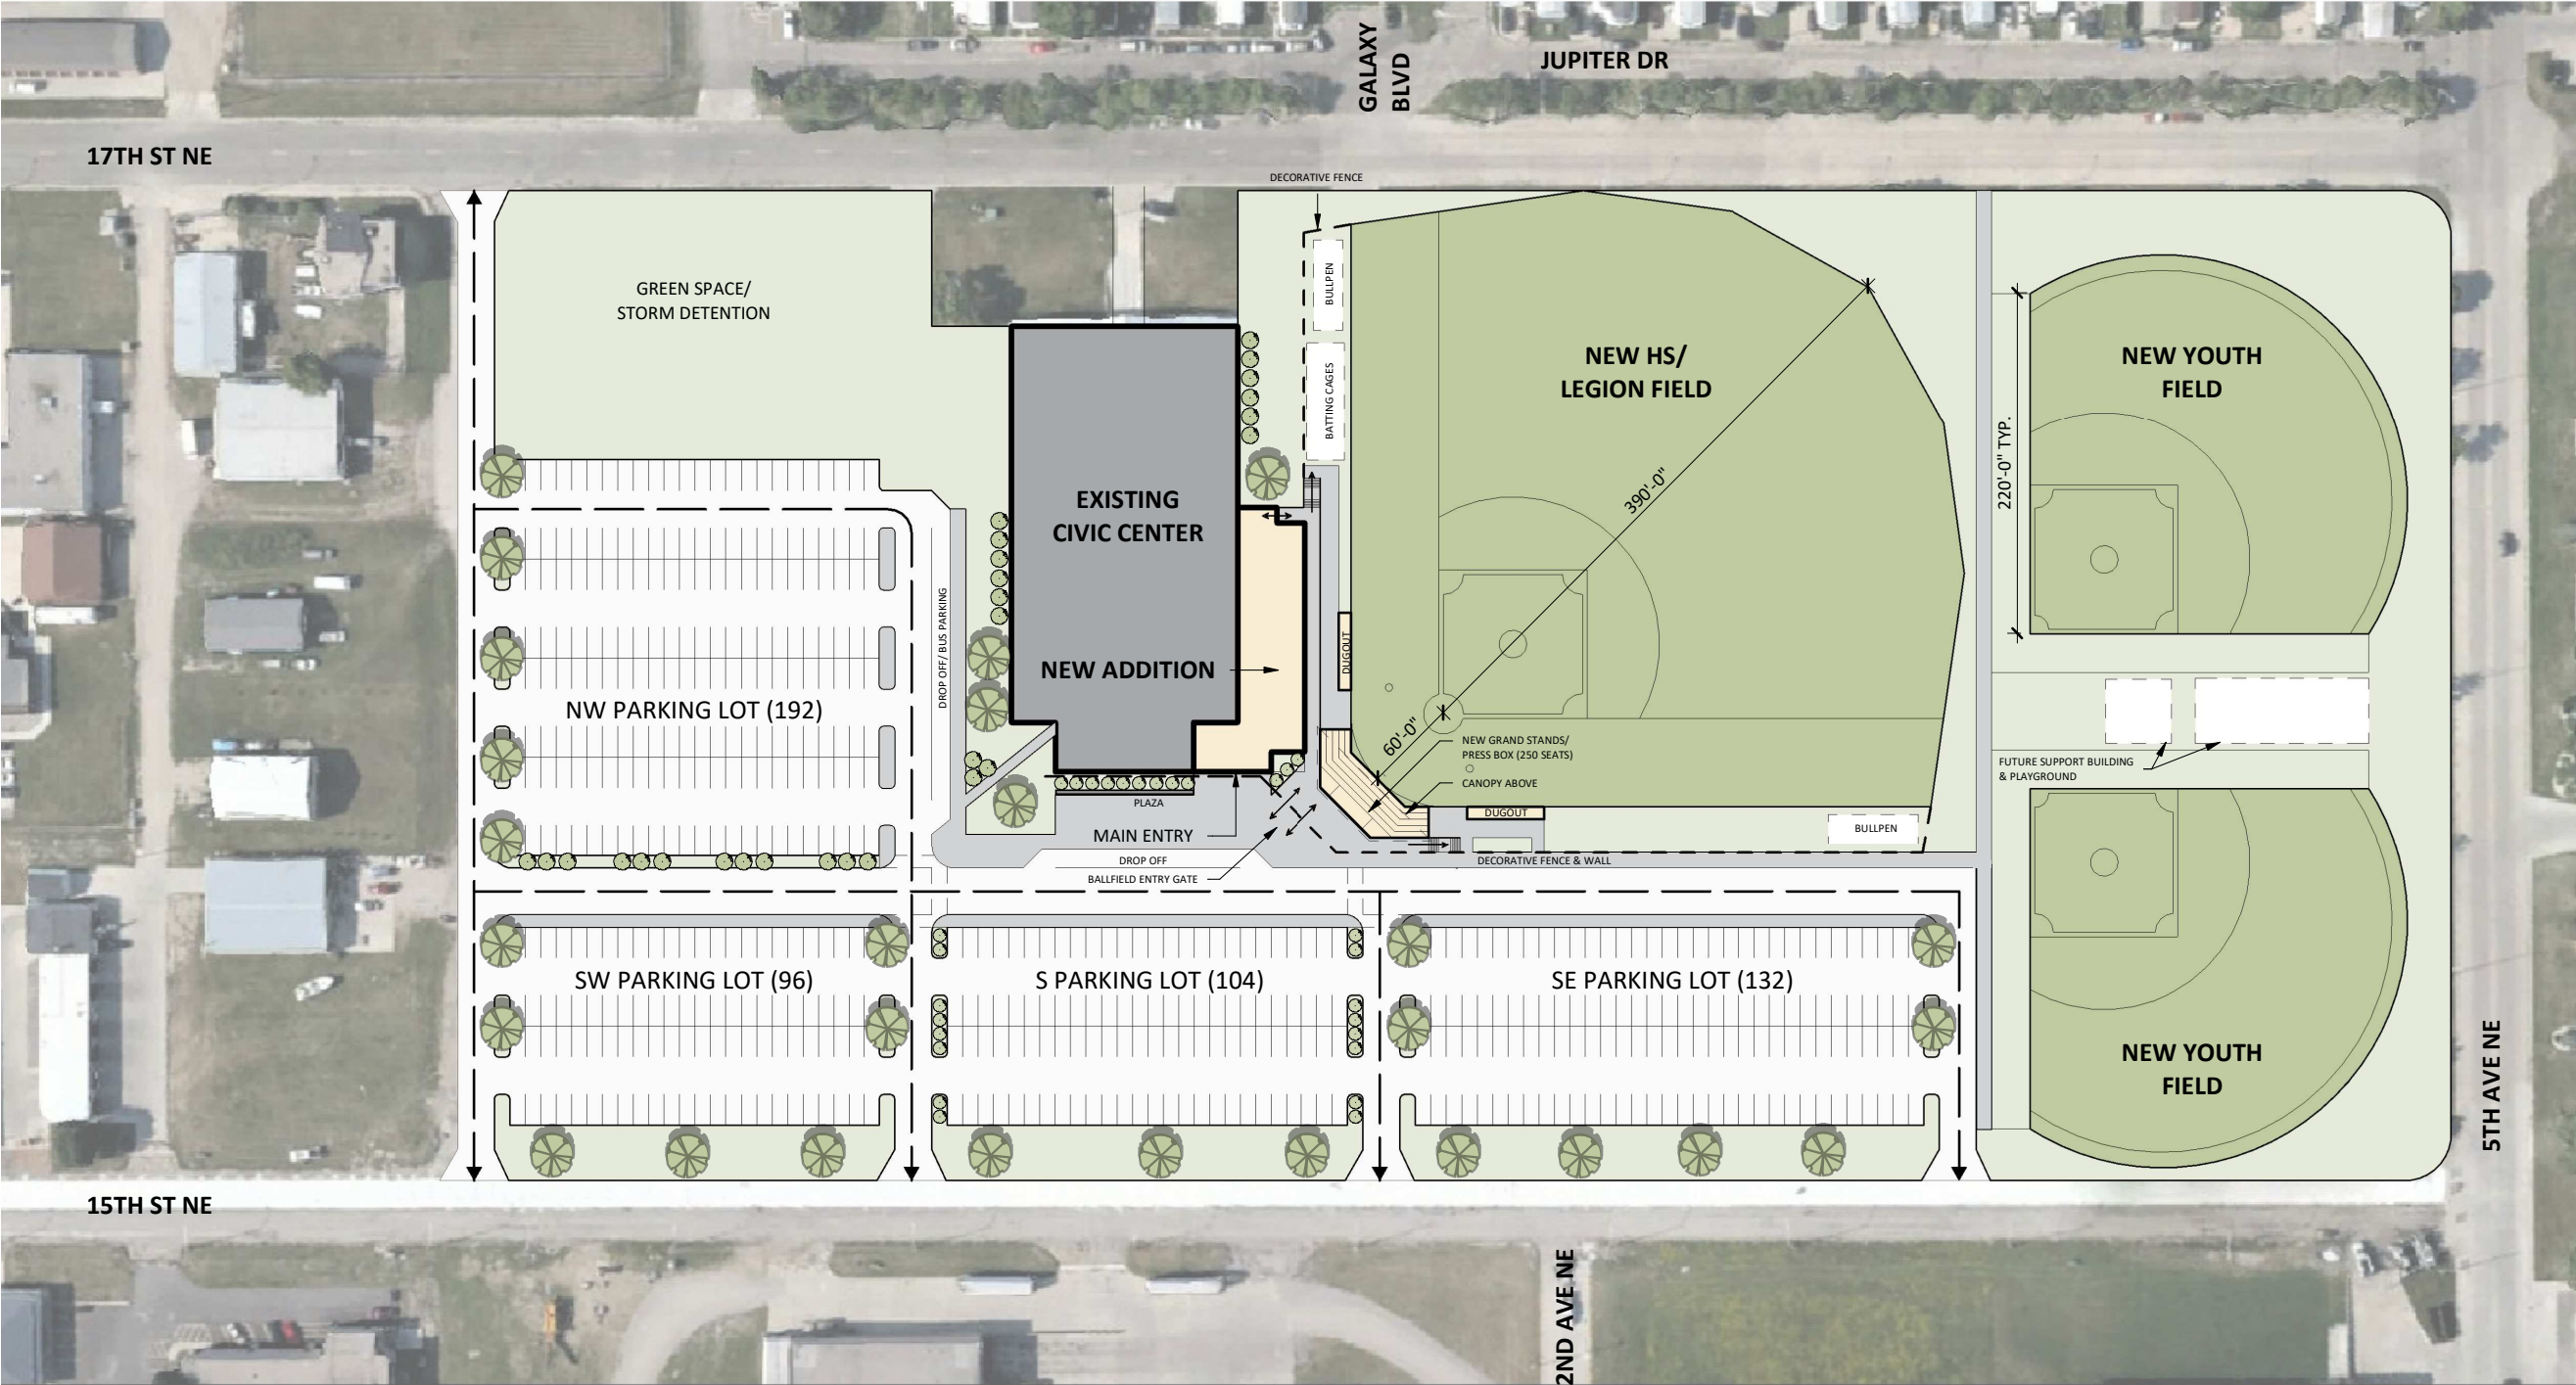 GALAXY
BLVD
JUPITER DR
17TH ST NE
DECORATIVE FENCE
GREEN SPACE/
STORM DETENTION
BULLPEN
BATTING CAGES
NEW HS/
LEGION FIELD
NEW YOUTH
FIELD
220'-0" TYP.
390'-0"
EXISTING
CIVIC CENTER
DROP OFF/ BUS PARKING
NEW ADDITION
DUGOUT
NW PARKING LOT (192)
60'-0"
NEW GRAND STANDS/
PRESS BOX (250 SEATS)
CANOPY ABOVE
FUTURE SUPPORT BUILDING
& PLAYGROUND
PLAZA
DUGOUT
BULLPEN
MAIN ENTRY
DROP OFF
DECORATIVE FENCE & WALL
BALLFIELD ENTRY GATE
SW PARKING LOT (96)
S PARKING LOT (104)
SE PARKING LOT (132)
NEW YOUTH
FIELD
5TH AVE NE
15TH ST NE
2ND AVE NE